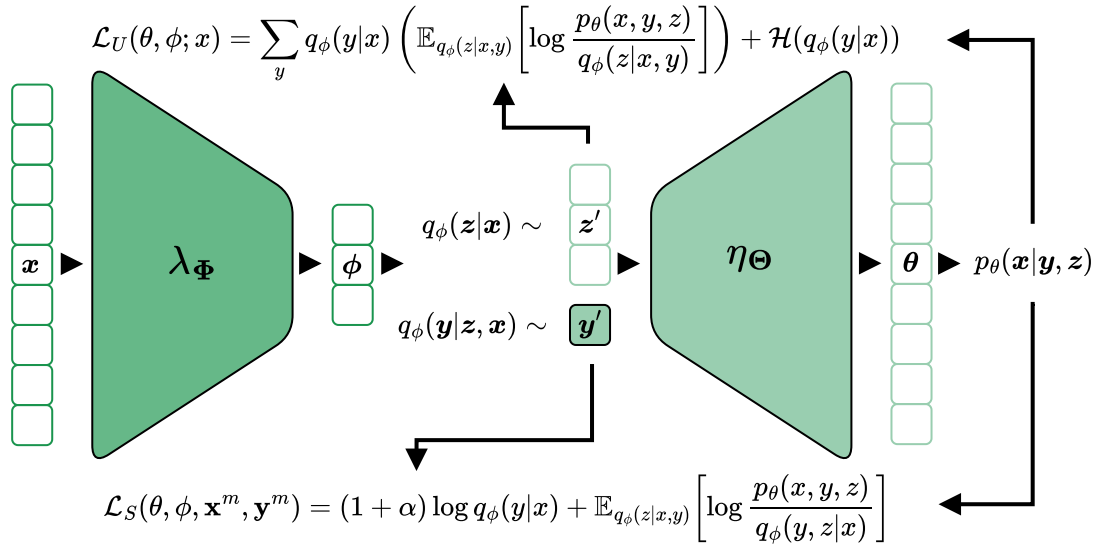 ℒ_U(θ, ϕ; x) = ∑_y q_ϕ(y|x) ( 𝔼_{q_ϕ(z|x,y)} [ log p_θ(x, y, z) / q_ϕ(z|x, y) ] ) + ℋ(q_ϕ(y|x))
x
λ_Φ
ϕ
q_ϕ(z|x) ∼
z′
q_ϕ(y|z, x) ∼
y′
η_Θ
θ
p_θ(x|y, z)
ℒ_S(θ, ϕ, x^m, y^m) = (1 + α) log q_ϕ(y|x) + 𝔼_{q_ϕ(z|x,y)} [ log p_θ(x, y, z) / q_ϕ(y, z|x) ]